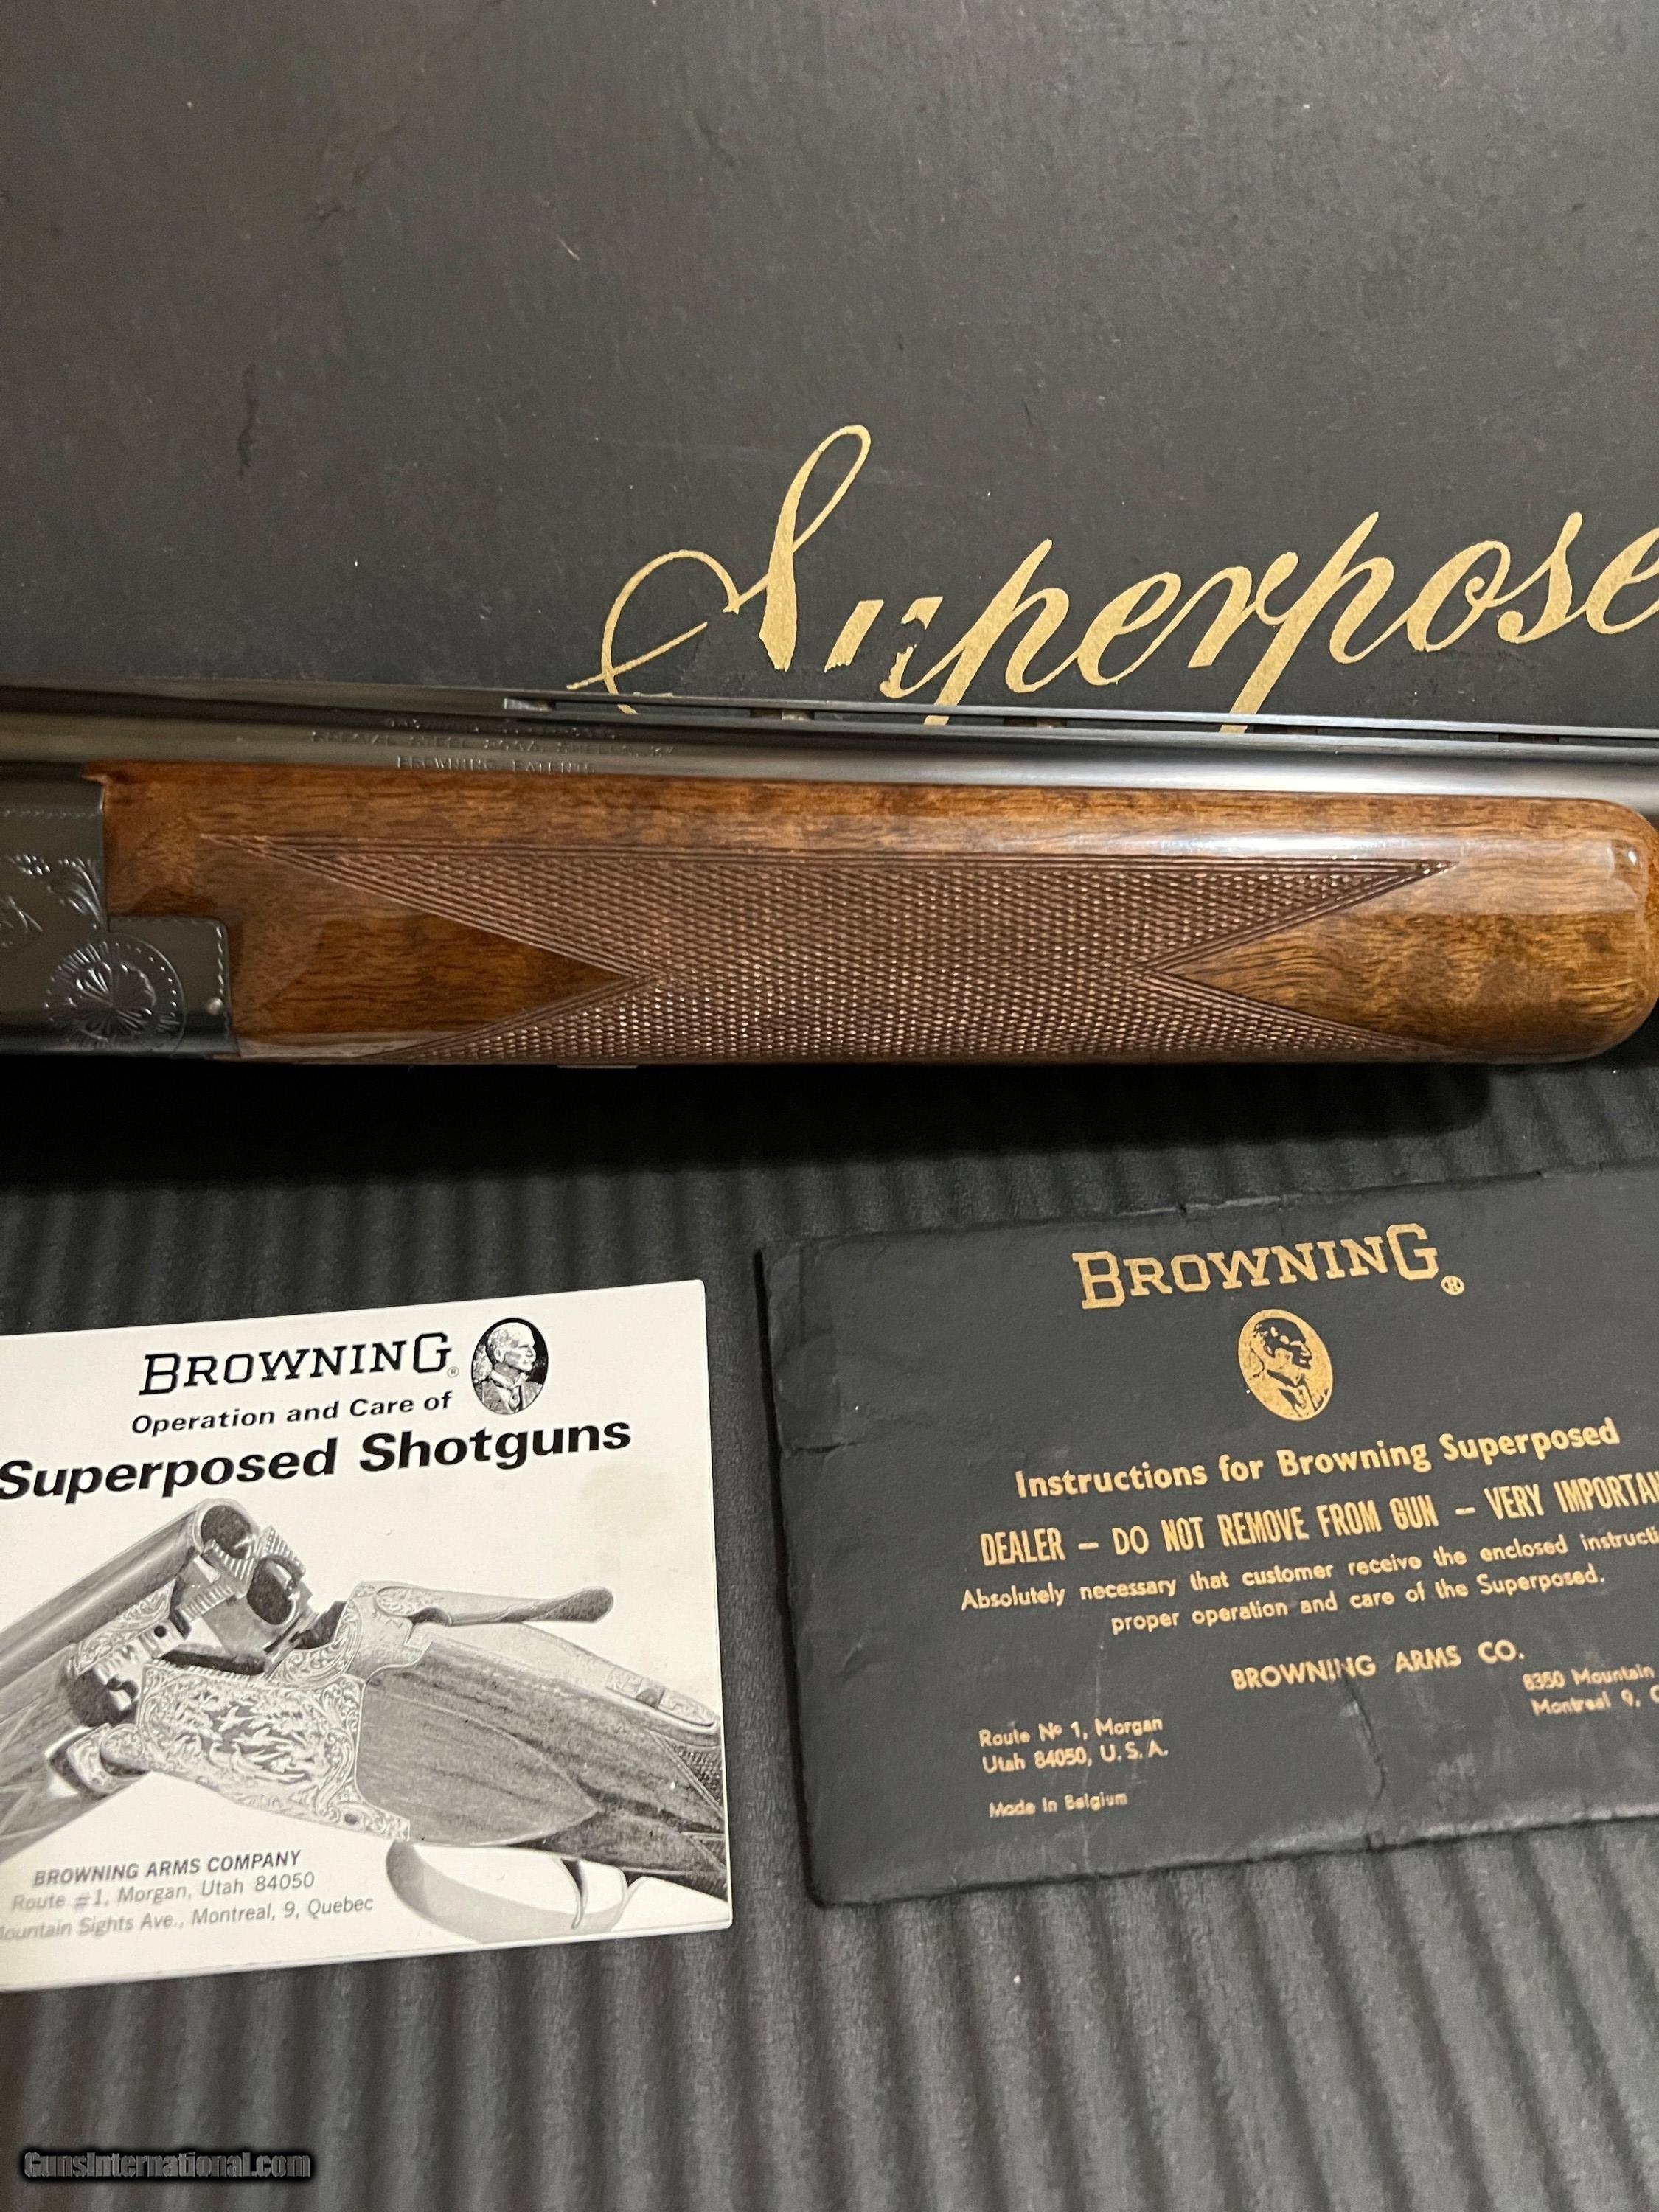 Superpose
SPECIAL STEEL
BROWNING PATENTS
BROWNING®
Operation and Care of
Superposed Shotguns
BROWNING ARMS COMPANY
Route #1, Morgan, Utah 84050
Mountain Sights Ave., Montreal, 9, Quebec
BROWNING®
Instructions for Browning Superposed
DEALER – DO NOT REMOVE FROM GUN – VERY IMPORTAN
Absolutely necessary that customer receive the enclosed instructi
proper operation and care of the Superposed.
BROWNING ARMS CO.
Route Nº 1, Morgan
Utah 84050, U.S.A.
8350 Mountain
Montreal 9,
Made in Belgium
GunsInternational.com